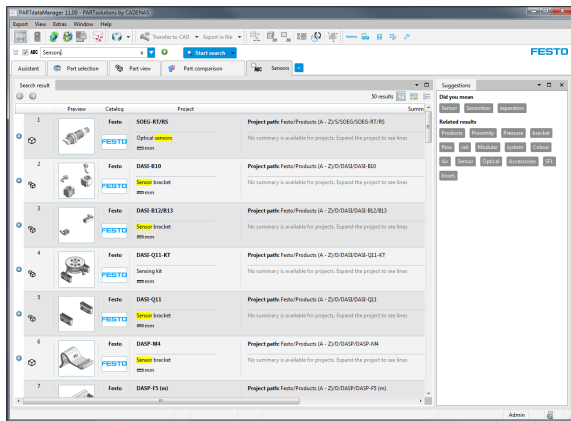 PARTdataManager 11.00 - PARTsolutions by CADENAS
Export View Extras Window Help
Transfer to CAD Export in file
ABC Sensors x Start search FESTO
Assistant Part selection Part view Part comparison ABC Sensors
Search result
50 results
Preview Catalog Project Summ
1 Festo SOEG-RT/RS Project path: Festo/Products (A - Z)/S/SOEG/SOEG-RT/RS
FESTO Optical sensors No summary is available for projects. Expand the project to see lines
mm
2 Festo DASI-B10 Project path: Festo/Products (A - Z)/D/DASI/DASI-B10
FESTO Sensor bracket No summary is available for projects. Expand the project to see lines
mm
3 Festo DASI-B12/B13 Project path: Festo/Products (A - Z)/D/DASI/DASI-B12/B13
FESTO Sensor bracket No summary is available for projects. Expand the project to see lines
mm
4 Festo DASI-Q11-KT Project path: Festo/Products (A - Z)/D/DASI/DASI-Q11-KT
FESTO Sensing kit No summary is available for projects. Expand the project to see lines
mm
5 Festo DASI-Q11 Project path: Festo/Products (A - Z)/D/DASI/DASI-Q11
FESTO Sensor bracket No summary is available for projects. Expand the project to see lines
mm
6 Festo DASP-M4 Project path: Festo/Products (A - Z)/D/DASP/DASP-M4
FESTO Sensor bracket No summary is available for projects. Expand the project to see lines
mm
7 Festo DASP-F5 (m) Project path: Festo/Products (A - Z)/D/DASP/DASP-F5 (m)
Suggestions
Did you mean
Sensor Sensorbox separators
Related results
Products Proximity Pressure bracket
flow rail Modular system Colour
Air Sensor Optical Accessories SFL
boxes
Admin